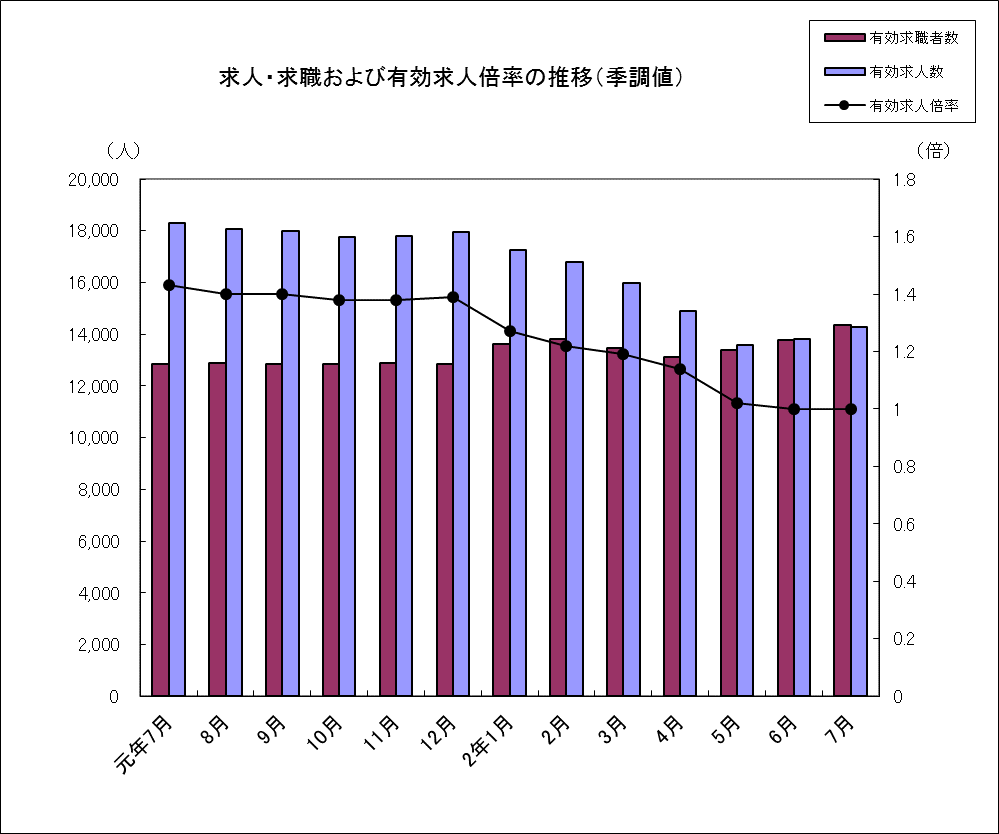 求人・求職および有効求人倍率の推移(季調値)
有効求職者数
有効求人数
有効求人倍率
(人)
(倍)
20,000
18,000
16,000
14,000
12,000
10,000
8,000
6,000
4,000
2,000
0
1.8
1.6
1.4
1.2
1
0.8
0.6
0.4
0.2
0
元年7月
8月
9月
10月
11月
12月
2年1月
2月
3月
4月
5月
6月
7月